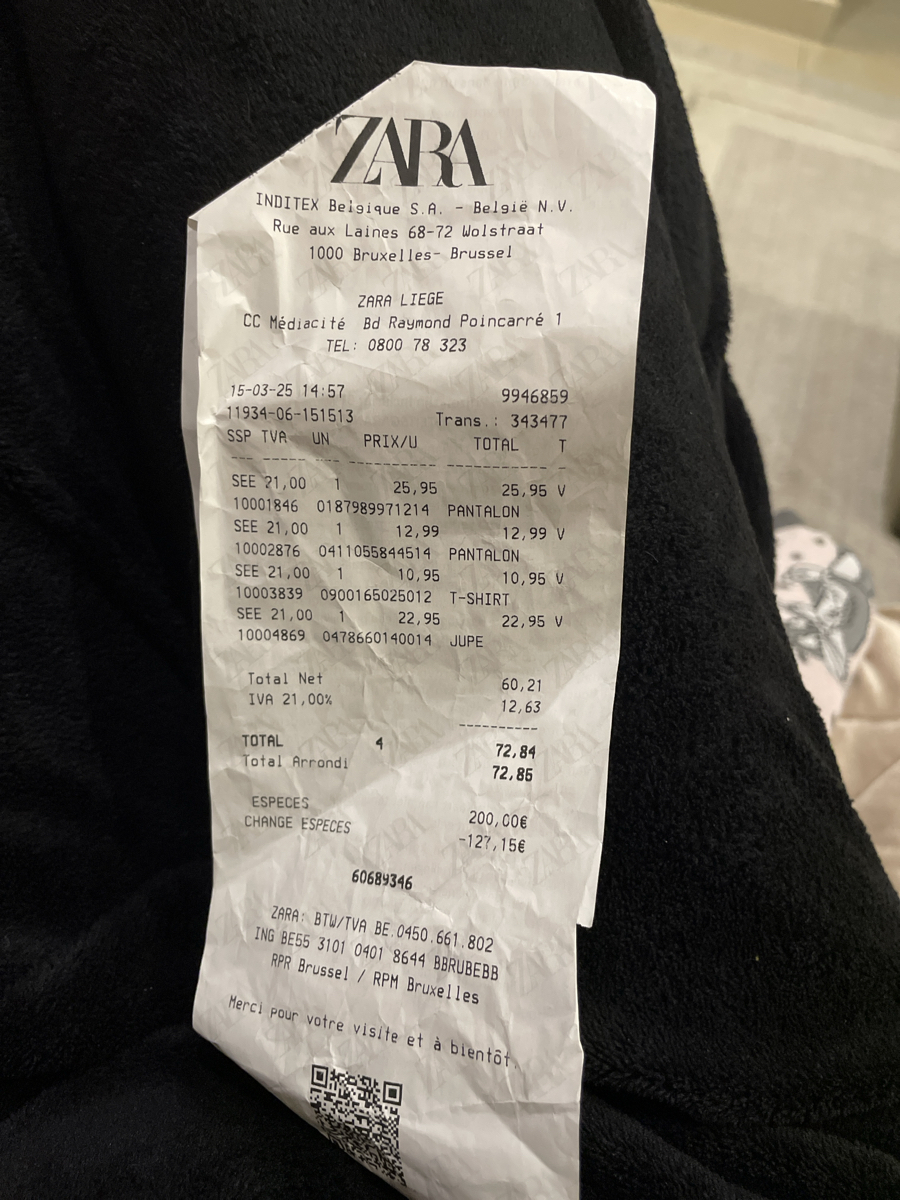 ZARA
INDITEX Belgique S.A. - België N.V.
Rue aux Laines 68-72 Wolstraat
1000 Bruxelles- Brussel
ZARA LIEGE
CC Médiacité Bd Raymond Poincarré 1
TEL: 0800 78 323
15-03-25 14:57 9946859
11934-06-151513 Trans.: 343477
SSP TVA UN PRIX/U TOTAL T
--- ----- --- --------- ----------- -
SEE 21,00 1 25,95 25,95 V
10001846 0187989971214 PANTALON
SEE 21,00 1 12,99 12,99 V
10002876 0411055844514 PANTALON
SEE 21,00 1 10,95 10,95 V
10003839 0900165025012 T-SHIRT
SEE 21,00 1 22,95 22,95 V
10004869 0478660140014 JUPE
Total Net 60,21
IVA 21,00% 12,63
----------
TOTAL 4 72,84
Total Arrondi 72,85
ESPECES 200,00€
CHANGE ESPECES -127,15€
60689346
ZARA: BTW/TVA BE.0450.661.802
ING BE55 3101 0401 8644 BBRUBEBB
RPR Brussel / RPM Bruxelles
Merci pour votre visite et à bientôt.